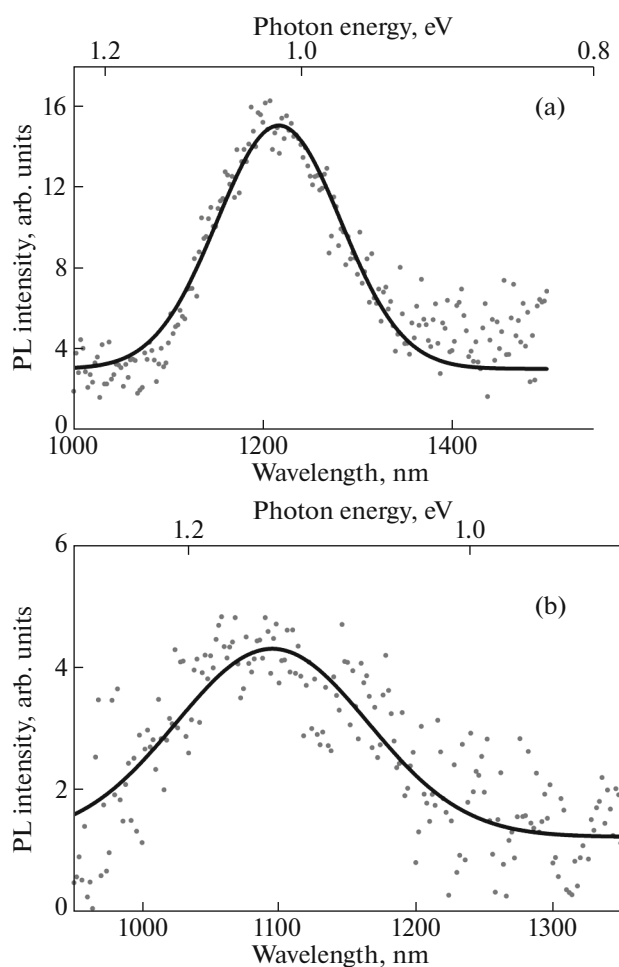 Photon energy, eV
1.2 1.0 0.8
16
(a)
12
PL intensity, arb. units
8
4
0
1000 1200 1400
Wavelength, nm
Photon energy, eV
1.2 1.0
6
(b)
4
PL intensity, arb. units
2
0
1000 1100 1200 1300
Wavelength, nm